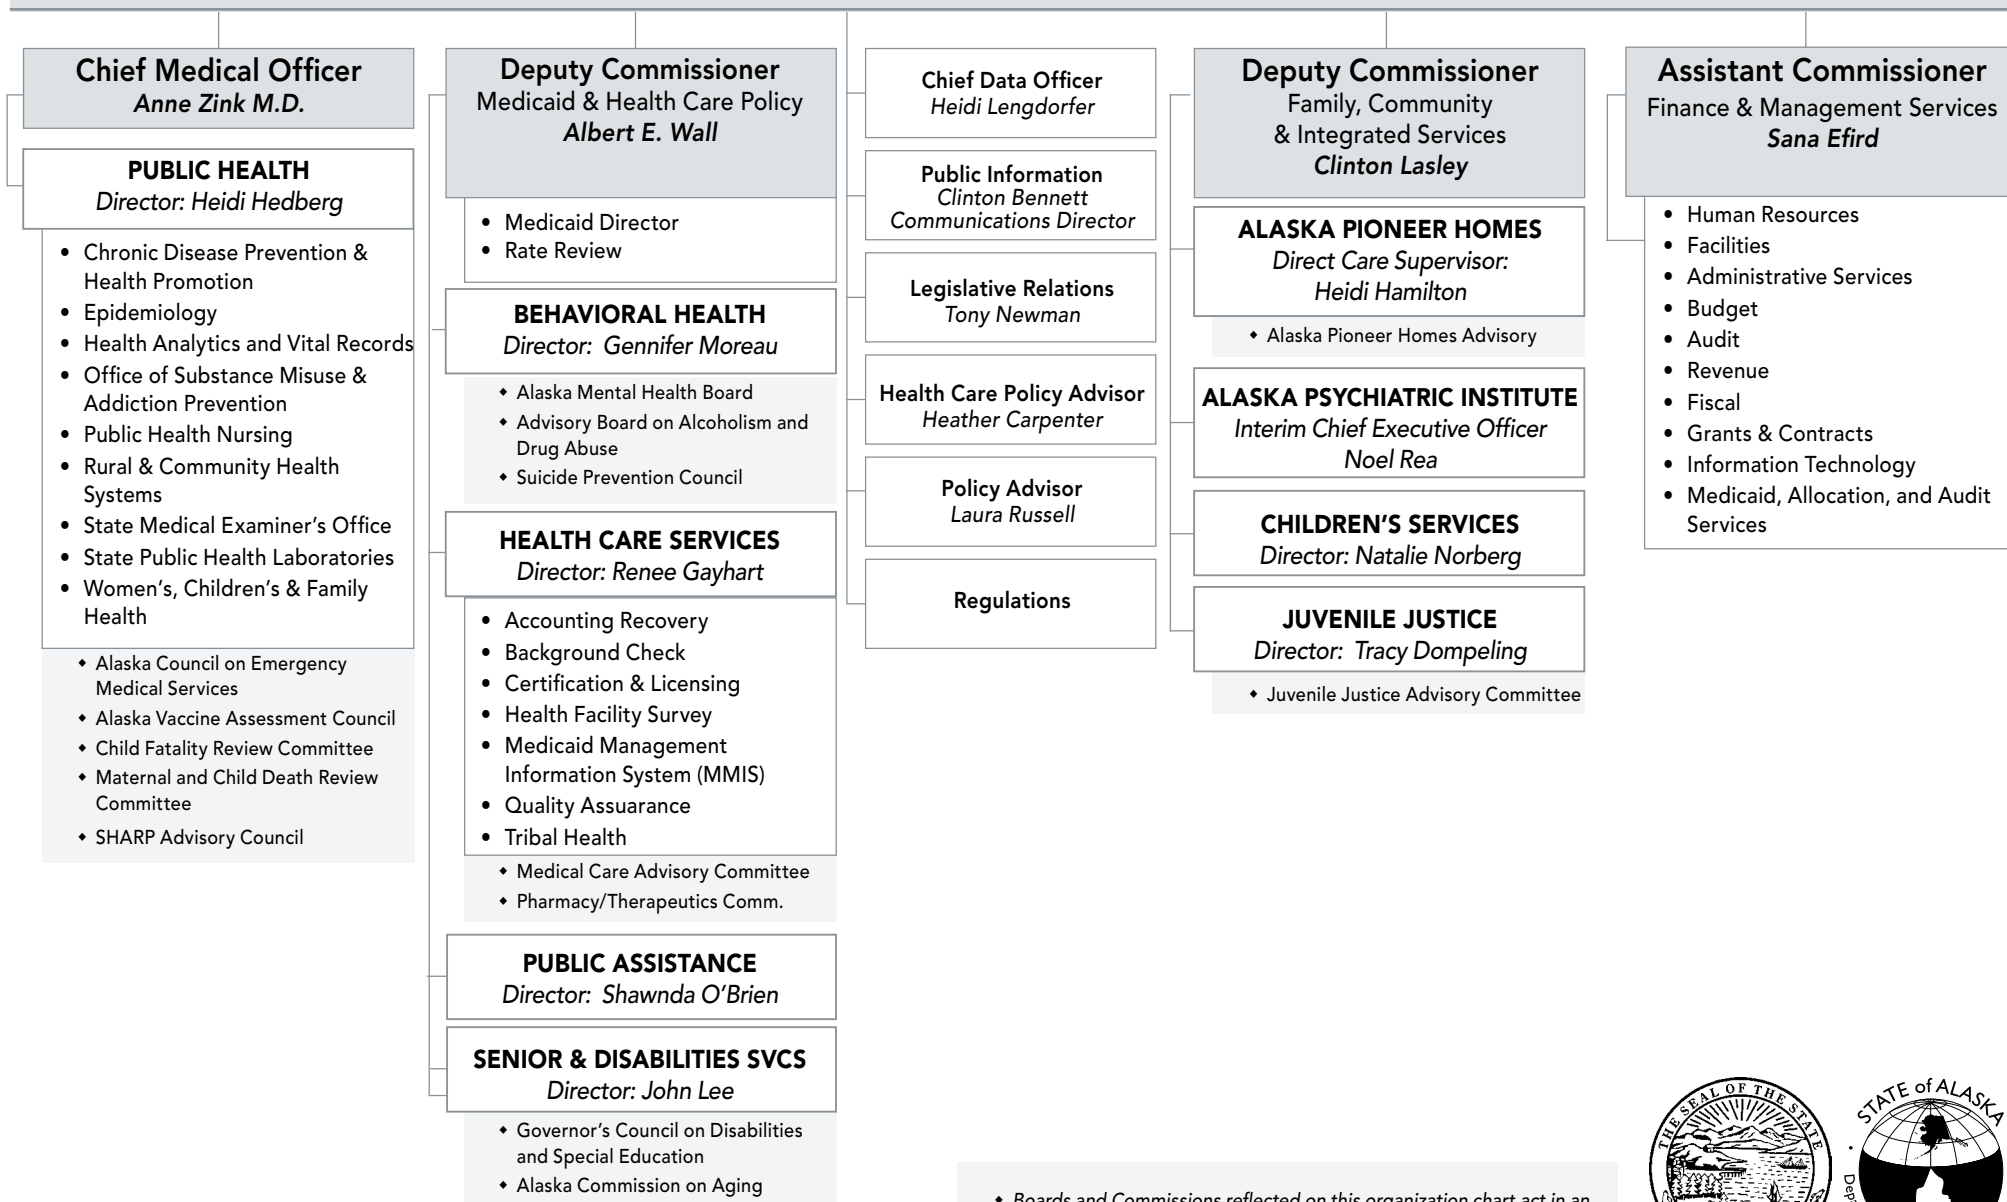 Chief Medical Officer
Anne Zink M.D.
PUBLIC HEALTH
Director: Heidi Hedberg
• Chronic Disease Prevention &
Health Promotion
• Epidemiology
• Health Analytics and Vital Records
• Office of Substance Misuse &
Addiction Prevention
• Public Health Nursing
• Rural & Community Health
Systems
• State Medical Examiner’s Office
• State Public Health Laboratories
• Women’s, Children’s & Family
Health
◆ Alaska Council on Emergency
Medical Services
◆ Alaska Vaccine Assessment Council
◆ Child Fatality Review Committee
◆ Maternal and Child Death Review
Committee
◆ SHARP Advisory Council
Deputy Commissioner
Medicaid & Health Care Policy
Albert E. Wall
• Medicaid Director
• Rate Review
BEHAVIORAL HEALTH
Director: Gennifer Moreau
◆ Alaska Mental Health Board
◆ Advisory Board on Alcoholism and
Drug Abuse
◆ Suicide Prevention Council
HEALTH CARE SERVICES
Director: Renee Gayhart
• Accounting Recovery
• Background Check
• Certification & Licensing
• Health Facility Survey
• Medicaid Management
Information System (MMIS)
• Quality Assuarance
• Tribal Health
◆ Medical Care Advisory Committee
◆ Pharmacy/Therapeutics Comm.
PUBLIC ASSISTANCE
Director: Shawnda O’Brien
SENIOR & DISABILITIES SVCS
Director: John Lee
◆ Governor’s Council on Disabilities
and Special Education
◆ Alaska Commission on Aging
Chief Data Officer
Heidi Lengdorfer
Public Information
Clinton Bennett
Communications Director
Legislative Relations
Tony Newman
Health Care Policy Advisor
Heather Carpenter
Policy Advisor
Laura Russell
Regulations
Deputy Commissioner
Family, Community
& Integrated Services
Clinton Lasley
ALASKA PIONEER HOMES
Direct Care Supervisor:
Heidi Hamilton
◆ Alaska Pioneer Homes Advisory
ALASKA PSYCHIATRIC INSTITUTE
Interim Chief Executive Officer
Noel Rea
CHILDREN’S SERVICES
Director: Natalie Norberg
JUVENILE JUSTICE
Director: Tracy Dompeling
◆ Juvenile Justice Advisory Committee
Assistant Commissioner
Finance & Management Services
Sana Efird
• Human Resources
• Facilities
• Administrative Services
• Budget
• Audit
• Revenue
• Fiscal
• Grants & Contracts
• Information Technology
• Medicaid, Allocation, and Audit
Services
◆ Boards and Commissions reflected on this organization chart act in an
THE SEAL OF THE STATE
STATE of ALASKA